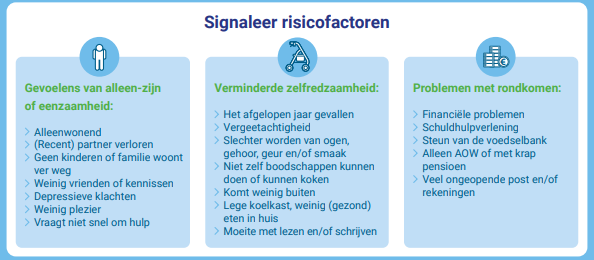 Signaleer risicofactoren
Gevoelens van alleen-zijn
of eenzaamheid:
Alleenwonend
(Recent) partner verloren
Geen kinderen of familie woont
ver weg
Weinig vrienden of kennissen
Depressieve klachten
Weinig plezier
Vraagt niet snel om hulp
Verminderde zelfredzaamheid:
Het afgelopen jaar gevallen
Vergeetachtigheid
Slechter worden van ogen,
gehoor, geur en/of smaak
Niet zelf boodschappen kunnen
doen of kunnen koken
Komt weinig buiten
Lege koelkast, weinig (gezond)
eten in huis
Moeite met lezen en/of schrijven
Problemen met rondkomen:
Financiële problemen
Schuldhulpverlening
Steun van de voedselbank
Alleen AOW of met krap
pensioen
Veel ongeopende post en/of
rekeningen